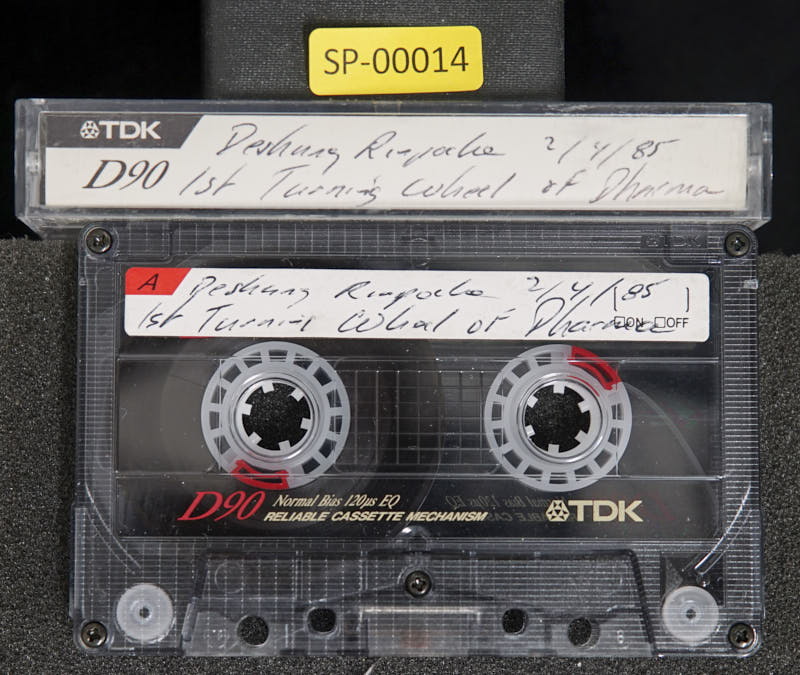 SP-00014
TDK Deshung Rinpoche 2/4/85
D90 1st Turning Wheel of Dharma
TDK
A Deshung Rinpoche 2/4/85 [ ]
1st Turning Wheel of Dharma ON OFF
D90 Normal Bias 120µs EQ
RELIABLE CASSETTE MECHANISM
TDK